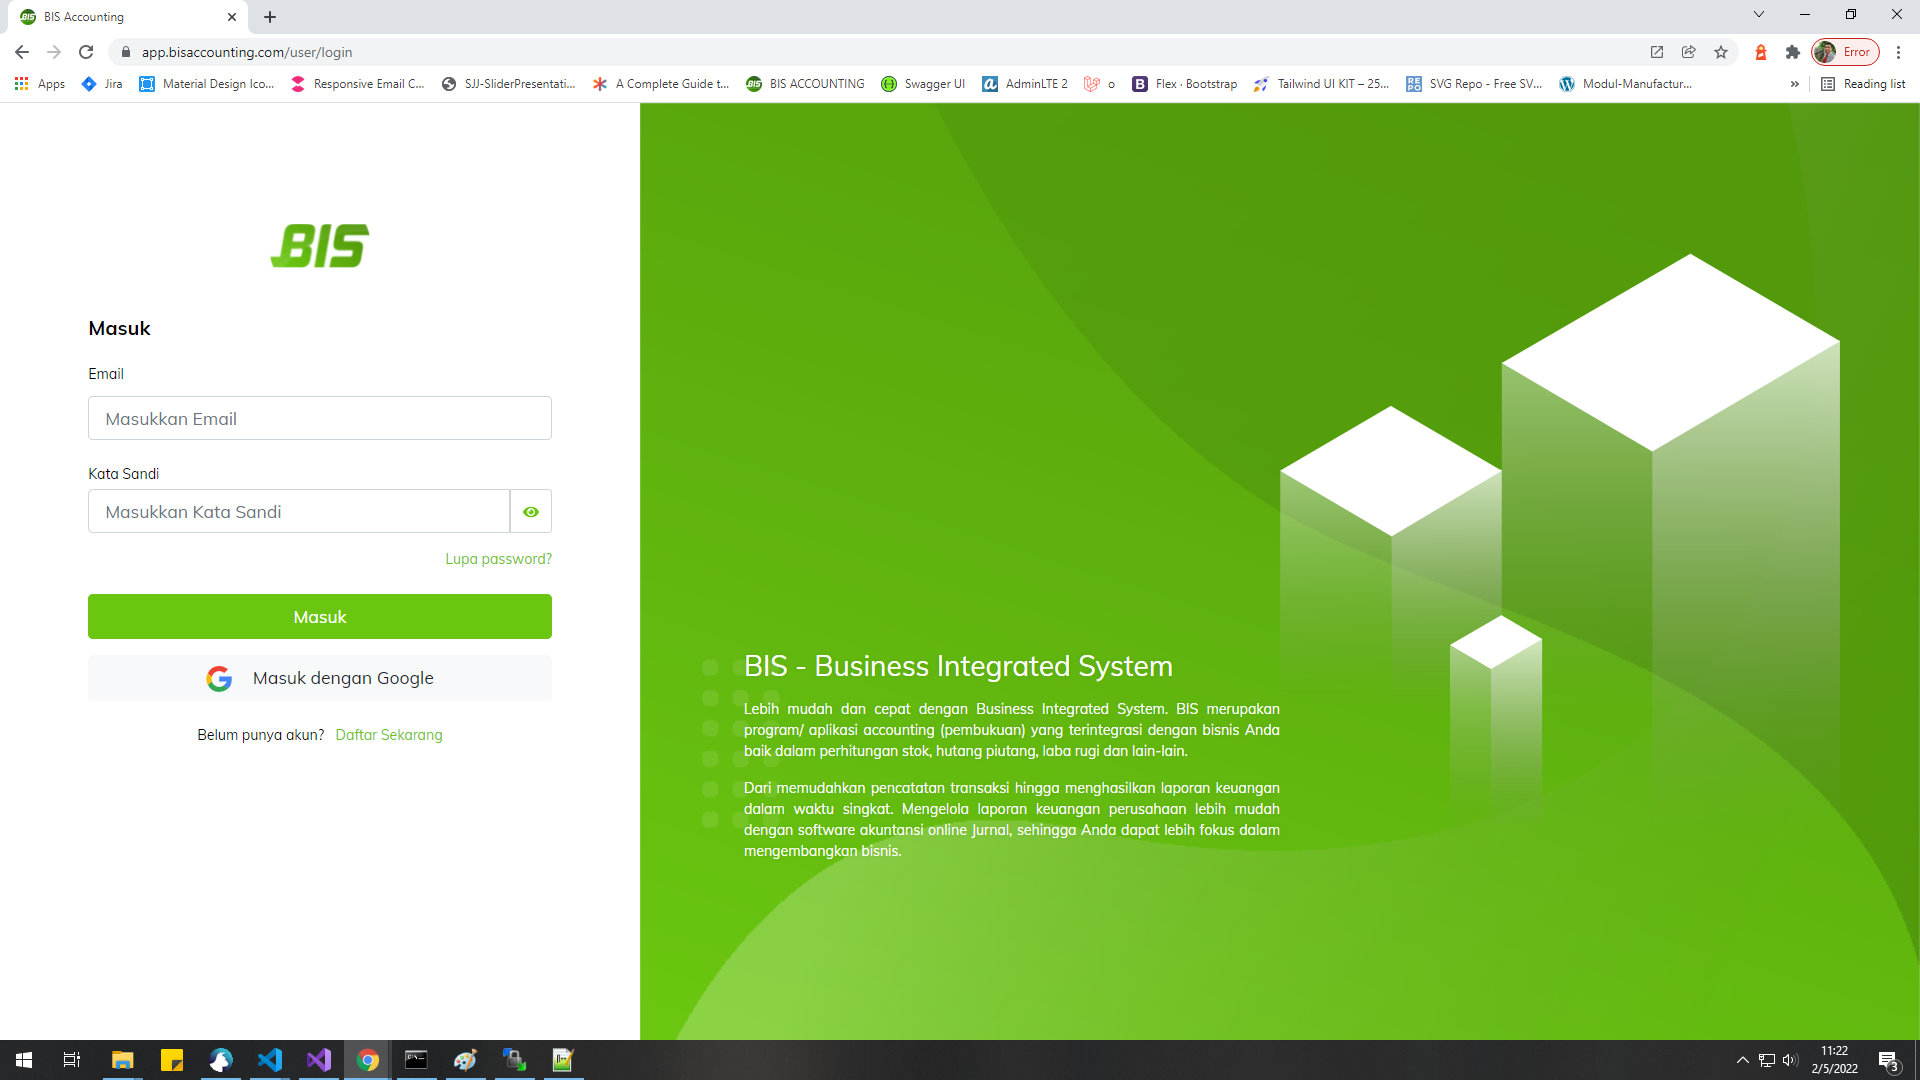 BIS Accounting
app.bisaccounting.com/user/login
Error
Apps
Jira
Material Design Ico...
Responsive Email C...
SJJ-SliderPresentati...
A Complete Guide t...
BIS ACCOUNTING
Swagger UI
AdminLTE 2
o
Flex · Bootstrap
Tailwind UI KIT – 25...
SVG Repo - Free SV...
Modul-Manufactur...
»
Reading list
BIS
Masuk
Email
Masukkan Email
Kata Sandi
Masukkan Kata Sandi
Lupa password?
Masuk
Masuk dengan Google
Belum punya akun? Daftar Sekarang
BIS - Business Integrated System
Lebih mudah dan cepat dengan Business Integrated System. BIS merupakan
program/ aplikasi accounting (pembukuan) yang terintegrasi dengan bisnis Anda
baik dalam perhitungan stok, hutang piutang, laba rugi dan lain-lain.
Dari memudahkan pencatatan transaksi hingga menghasilkan laporan keuangan
dalam waktu singkat. Mengelola laporan keuangan perusahaan lebih mudah
dengan software akuntansi online Jurnal, sehingga Anda dapat lebih fokus dalam
mengembangkan bisnis.
11:22
2/5/2022
3